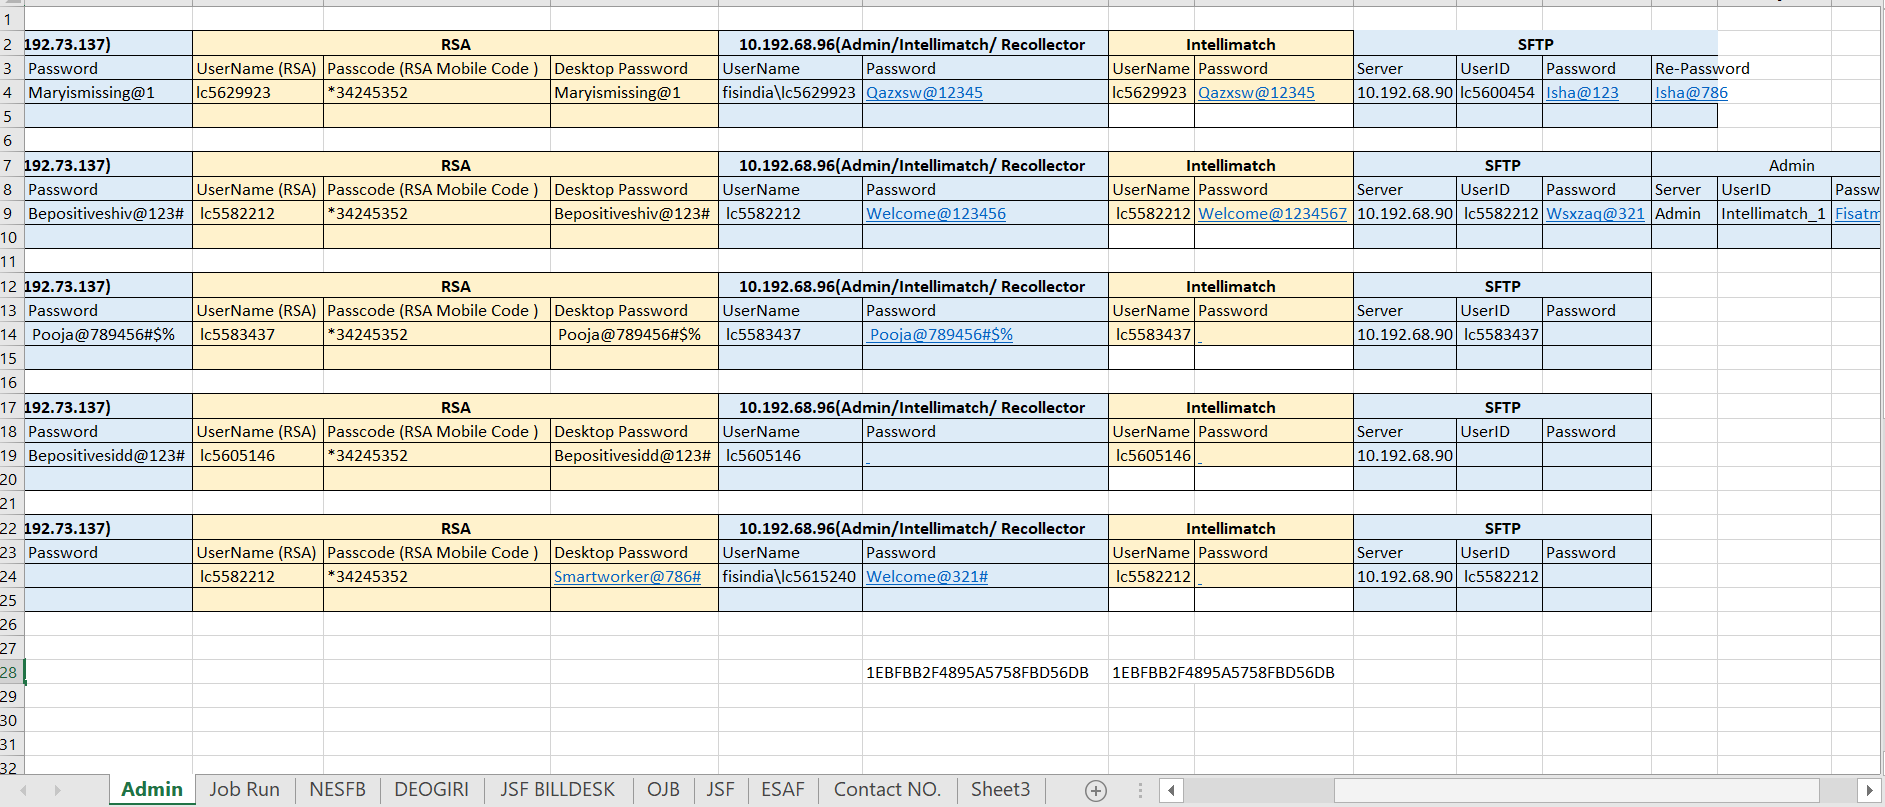 1
2 192.73.137) RSA 10.192.68.96(Admin/Intellimatch/ Recollector Intellimatch SFTP
3 Password UserName (RSA) Passcode (RSA Mobile Code ) Desktop Password UserName Password UserName Password Server UserID Password Re-Password
4 Maryismissing@1 lc5629923 *34245352 Maryismissing@1 fisindia\lc5629923 Qazxsw@12345 lc5629923 Qazxsw@12345 10.192.68.90 lc5600454 Isha@123 Isha@786
5
6
7 192.73.137) RSA 10.192.68.96(Admin/Intellimatch/ Recollector Intellimatch SFTP Admin
8 Password UserName (RSA) Passcode (RSA Mobile Code ) Desktop Password UserName Password UserName Password Server UserID Password Server UserID Passw
9 Bepositiveshiv@123# lc5582212 *34245352 Bepositiveshiv@123# lc5582212 Welcome@123456 lc5582212 Welcome@1234567 10.192.68.90 lc5582212 Wsxzaq@321 Admin Intellimatch_1 Fisatm
10
11
12 192.73.137) RSA 10.192.68.96(Admin/Intellimatch/ Recollector Intellimatch SFTP
13 Password UserName (RSA) Passcode (RSA Mobile Code ) Desktop Password UserName Password UserName Password Server UserID Password
14 Pooja@789456#$% lc5583437 *34245352 Pooja@789456#$% lc5583437 Pooja@789456#$% lc5583437 10.192.68.90 lc5583437
15
16
17 192.73.137) RSA 10.192.68.96(Admin/Intellimatch/ Recollector Intellimatch SFTP
18 Password UserName (RSA) Passcode (RSA Mobile Code ) Desktop Password UserName Password UserName Password Server UserID Password
19 Bepositivesidd@123# lc5605146 *34245352 Bepositivesidd@123# lc5605146 lc5605146 10.192.68.90
20
21
22 192.73.137) RSA 10.192.68.96(Admin/Intellimatch/ Recollector Intellimatch SFTP
23 Password UserName (RSA) Passcode (RSA Mobile Code ) Desktop Password UserName Password UserName Password Server UserID Password
24 lc5582212 *34245352 Smartworker@786# fisindia\lc5615240 Welcome@321# lc5582212 10.192.68.90 lc5582212
25
26
27
28 1EBFBB2F4895A5758FBD56DB 1EBFBB2F4895A5758FBD56DB
29
30
31
32
Admin Job Run NESFB DEOGIRI JSF BILLDESK OJB JSF ESAF Contact NO. Sheet3